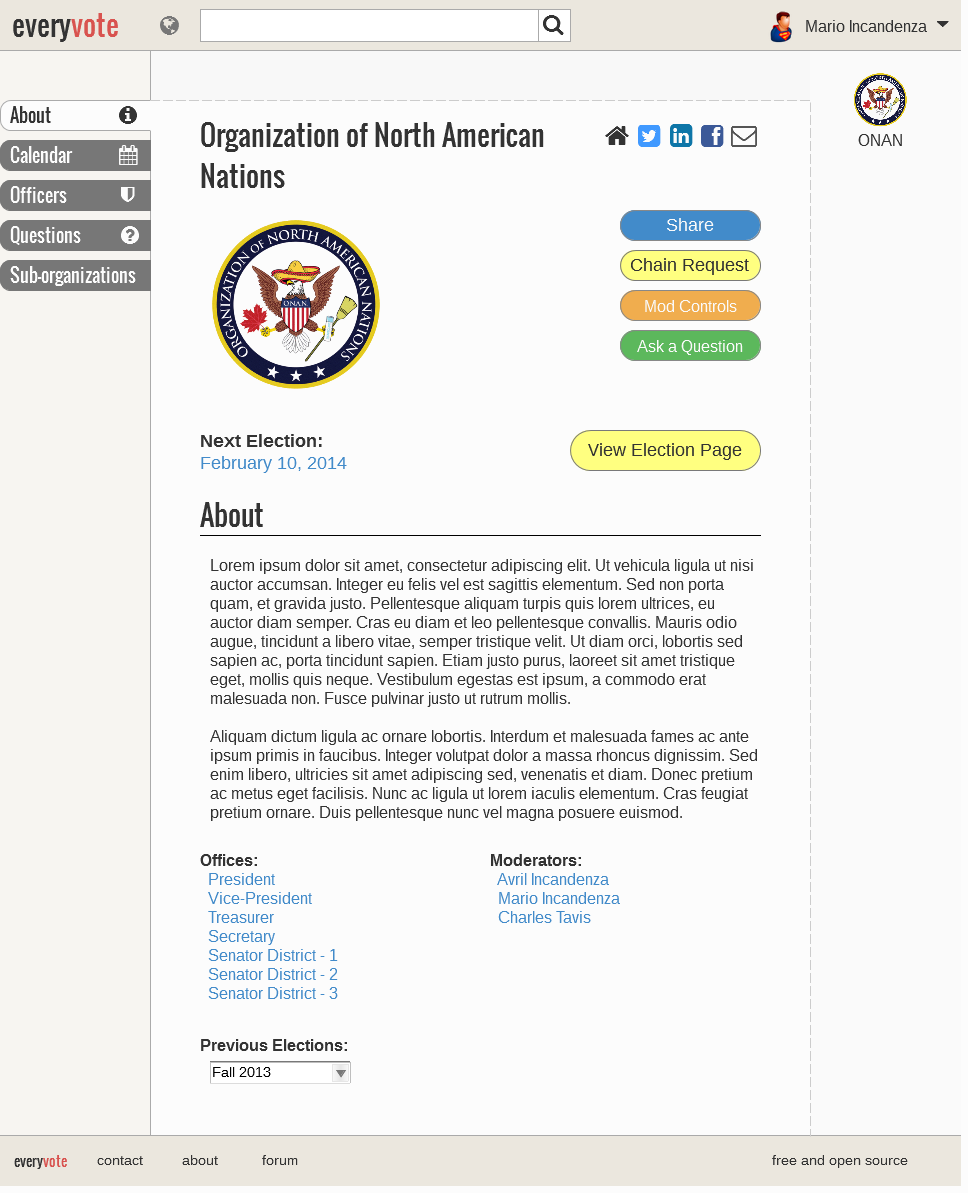 everyvote
Mario Incandenza
About
Calendar
Officers
Questions
Sub-organizations
ONAN
Organization of North American
Nations
ORGANIZATION OF NORTH AMERICAN NATIONS
ONAN
Share
Chain Request
Mod Controls
Ask a Question
Next Election:
February 10, 2014
View Election Page
About
Lorem ipsum dolor sit amet, consectetur adipiscing elit. Ut vehicula ligula ut nisi
auctor accumsan. Integer eu felis vel est sagittis elementum. Sed non porta
quam, et gravida justo. Pellentesque aliquam turpis quis lorem ultrices, eu
auctor diam semper. Cras eu diam et leo pellentesque convallis. Mauris odio
augue, tincidunt a libero vitae, semper tristique velit. Ut diam orci, lobortis sed
sapien ac, porta tincidunt sapien. Etiam justo purus, laoreet sit amet tristique
eget, mollis quis neque. Vestibulum egestas est ipsum, a commodo erat
malesuada non. Fusce pulvinar justo ut rutrum mollis.
Aliquam dictum ligula ac ornare lobortis. Interdum et malesuada fames ac ante
ipsum primis in faucibus. Integer volutpat dolor a massa rhoncus dignissim. Sed
enim libero, ultricies sit amet adipiscing sed, venenatis et diam. Donec pretium
ac metus eget facilisis. Nunc ac ligula ut lorem iaculis elementum. Cras feugiat
pretium ornare. Duis pellentesque nunc vel magna posuere euismod.
Offices:
President
Vice-President
Treasurer
Secretary
Senator District - 1
Senator District - 2
Senator District - 3
Moderators:
Avril Incandenza
Mario Incandenza
Charles Tavis
Previous Elections:
Fall 2013
everyvote contact about forum free and open source